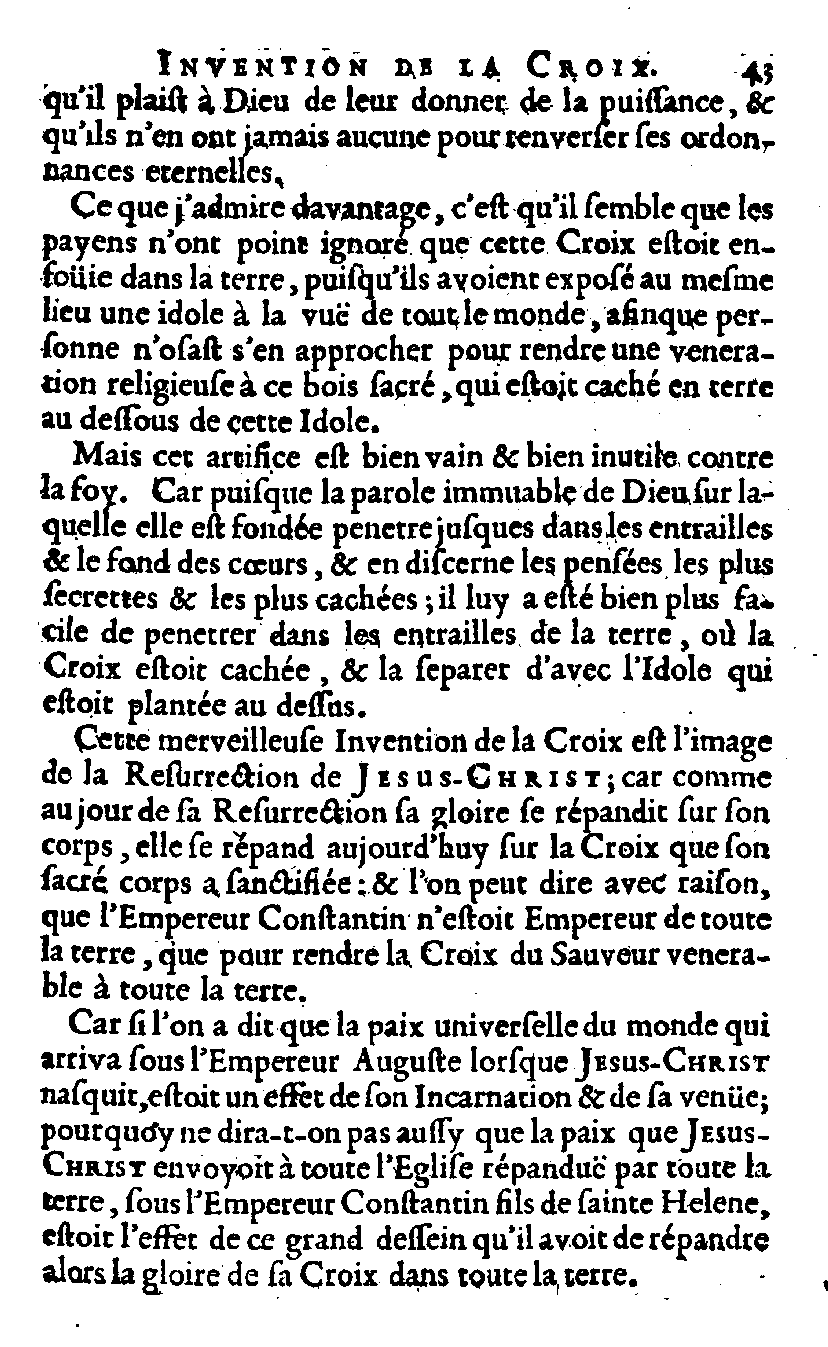 INVENTION DE LA CROIX. 43
qu'il plaiſt à Dieu de leur donner de la puiſſance, &
qu'ils n'en ont jamais aucune pour renverſer ſes ordon-
nances eternelles.
Ce que j'admire davantage, c'eſt qu'il ſemble que les
payens n'ont point ignoré que cette Croix eſtoit en-
foüie dans la terre, puiſqu'ils avoient expoſé au meſme
lieu une idole à la vuë de tout le monde, afinque per-
ſonne n'oſaſt s'en approcher pour rendre une venera-
tion religieuſe à ce bois ſacré, qui eſtoit caché en terre
au deſſous de cette Idole.
Mais cet artifice eſt bien vain & bien inutile contre
la foy. Car puiſque la parole immuable de Dieu ſur la-
quelle elle eſt fondée penetre juſques dans les entrailles
& le fond des cœurs, & en diſcerne les penſées les plus
ſecrettes & les plus cachées; il luy a eſté bien plus fa-
cile de penetrer dans les entrailles de la terre, où la
Croix eſtoit cachée, & la ſeparer d'avec l'Idole qui
eſtoit plantée au deſſus.
Cette merveilleuſe Invention de la Croix eſt l'image
de la Reſurrection de JESUS-CHRIST; car comme
au jour de ſa Reſurrection ſa gloire ſe répandit ſur ſon
corps, elle ſe répand aujourd'huy ſur la Croix que ſon
ſacré corps a ſanctifiée: & l'on peut dire avec raiſon,
que l'Empereur Conſtantin n'eſtoit Empereur de toute
la terre, que pour rendre la Croix du Sauveur venera-
ble à toute la terre.
Car ſi l'on a dit que la paix univerſelle du monde qui
arriva ſous l'Empereur Auguſte lorſque JESUS-CHRIST
naſquit, eſtoit un effet de ſon Incarnation & de ſa venüe;
pourquoy ne dira-t-on pas auſſy que la paix que JESUS-
CHRIST envoyoit à toute l'Egliſe répanduë par toute la
terre, ſous l'Empereur Conſtantin fils de ſainte Helene,
eſtoit l'effet de ce grand deſſein qu'il avoit de répandre
alors la gloire de ſa Croix dans toute la terre.